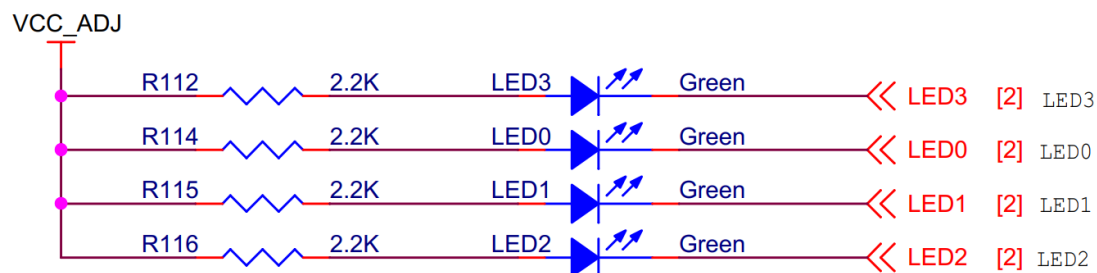 VCC_ADJ
R112 2.2K LED3 Green LED3 [2] LED3
R114 2.2K LED0 Green LED0 [2] LED0
R115 2.2K LED1 Green LED1 [2] LED1
R116 2.2K LED2 Green LED2 [2] LED2